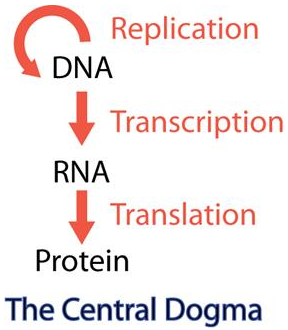 Replication
DNA
Transcription
RNA
Translation
Protein
The Central Dogma